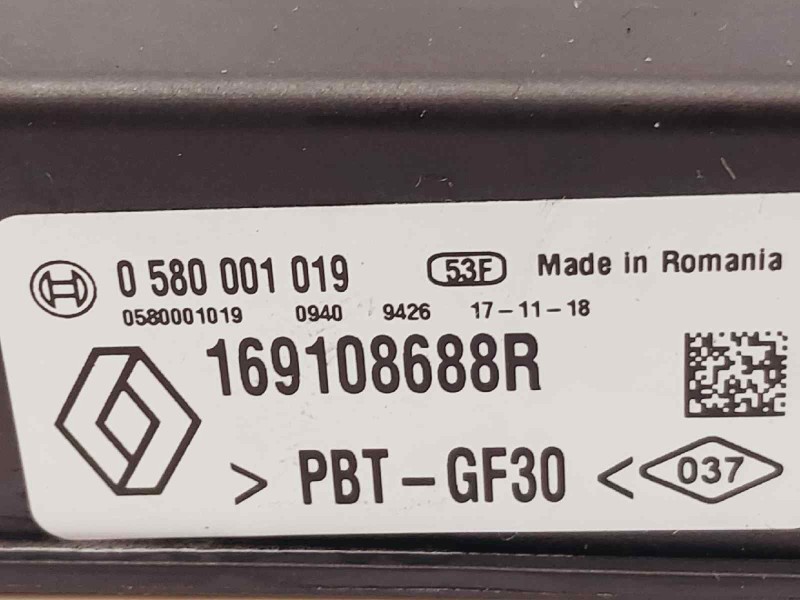 0 580 001 019 53F Made in Romania
0580001019 0940 9426 17-11-18
169108688R
> PBT-GF30 < 037